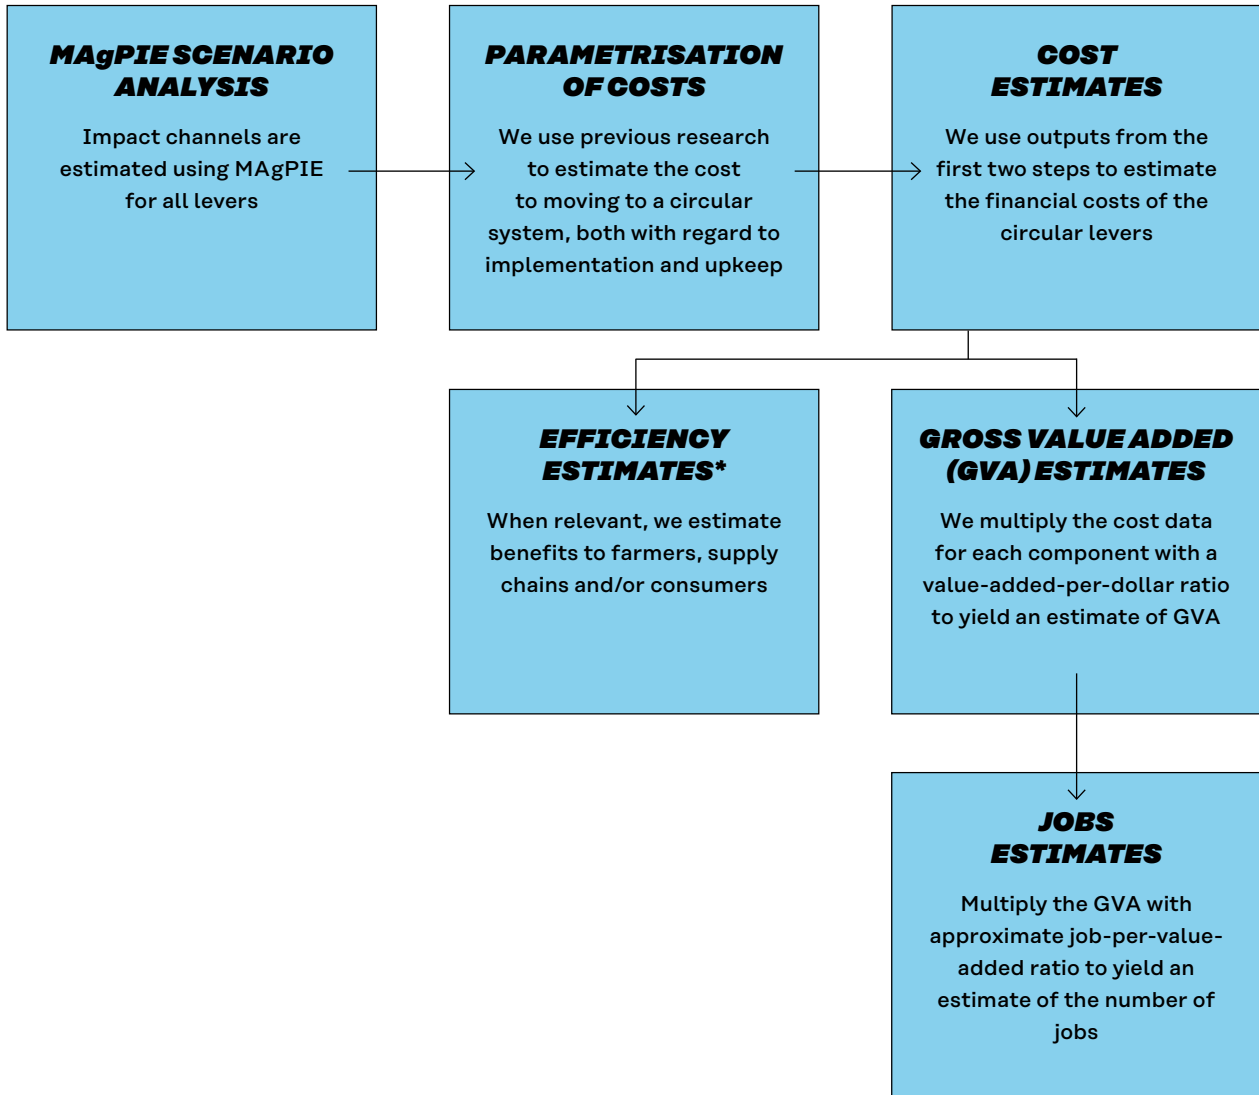 MAgPIE SCENARIO
ANALYSIS
Impact channels are
estimated using MAgPIE
for all levers
PARAMETRISATION
OF COSTS
We use previous research
to estimate the cost
to moving to a circular
system, both with regard to
implementation and upkeep
COST
ESTIMATES
We use outputs from the
first two steps to estimate
the financial costs of the
circular levers
EFFICIENCY
ESTIMATES*
When relevant, we estimate
benefits to farmers, supply
chains and/or consumers
GROSS VALUE ADDED
(GVA) ESTIMATES
We multiply the cost data
for each component with a
value-added-per-dollar ratio
to yield an estimate of GVA
JOBS
ESTIMATES
Multiply the GVA with
approximate job-per-value-
added ratio to yield an
estimate of the number of
jobs